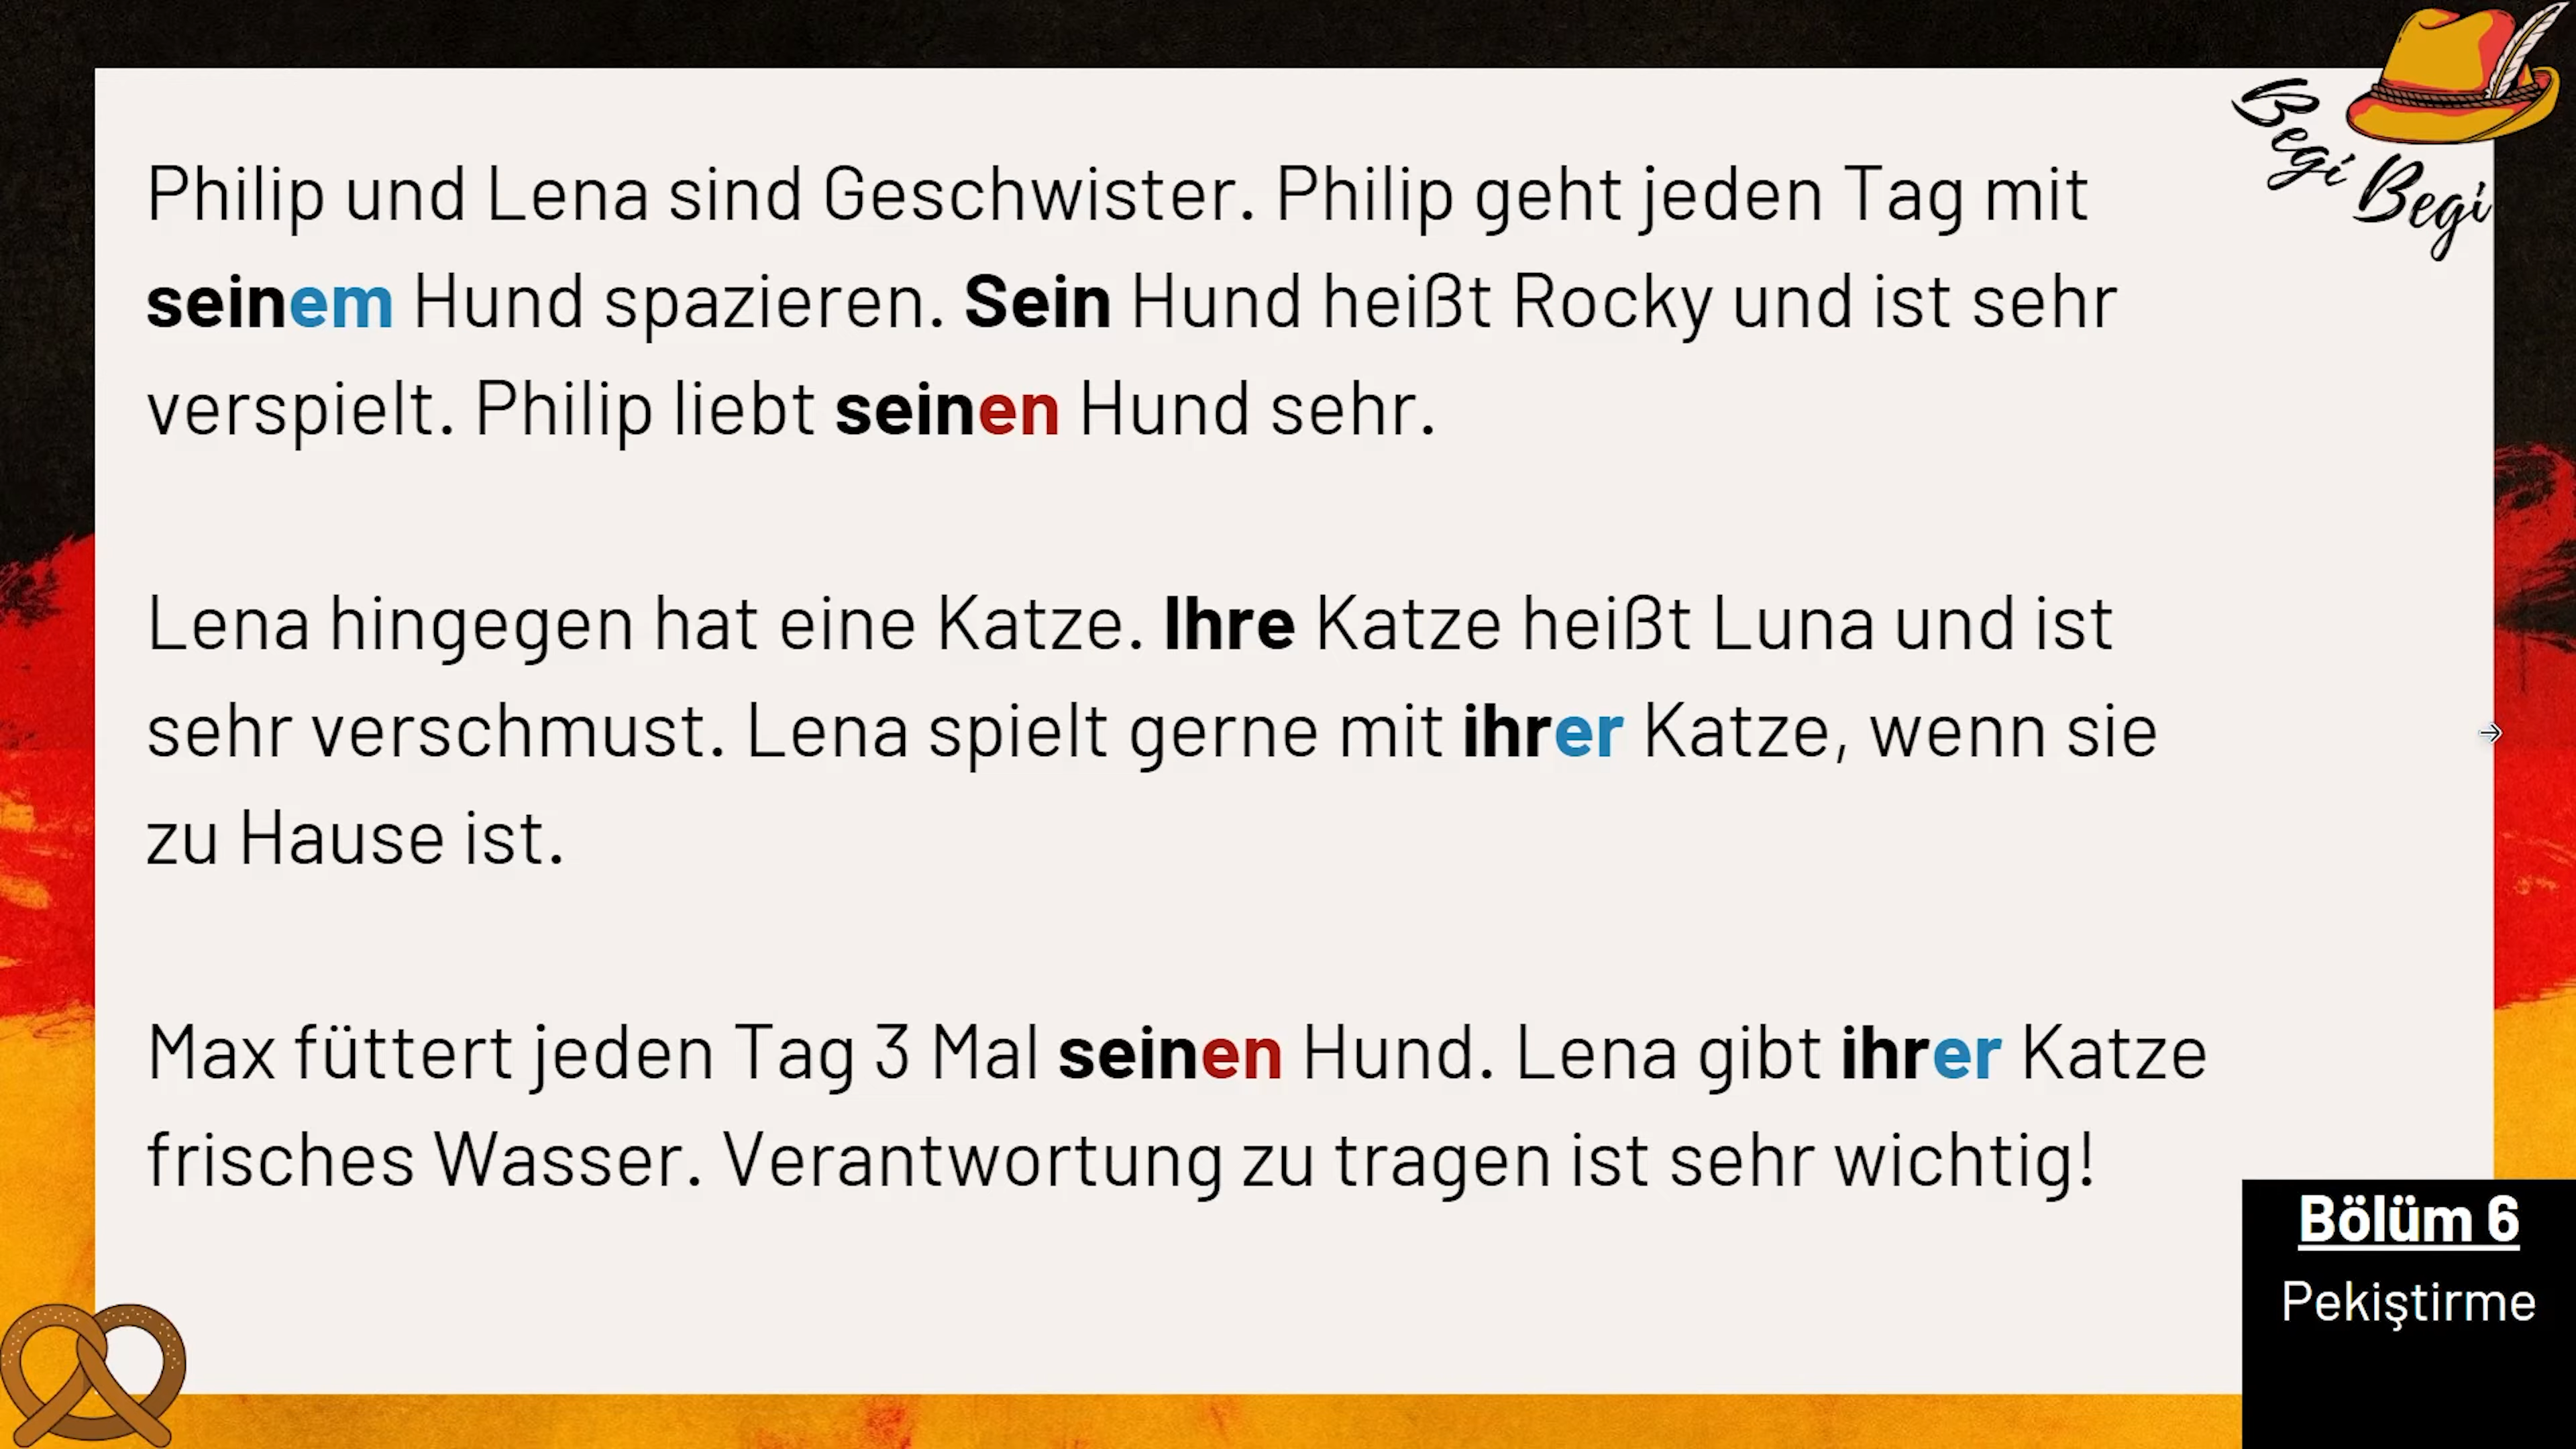 Begi Begi
Philip und Lena sind Geschwister. Philip geht jeden Tag mit
seinem Hund spazieren. Sein Hund heißt Rocky und ist sehr
verspielt. Philip liebt seinen Hund sehr.
Lena hingegen hat eine Katze. Ihre Katze heißt Luna und ist
sehr verschmust. Lena spielt gerne mit ihrer Katze, wenn sie
zu Hause ist.
Max füttert jeden Tag 3 Mal seinen Hund. Lena gibt ihrer Katze
frisches Wasser. Verantwortung zu tragen ist sehr wichtig!
Bölüm 6
Pekiştirme